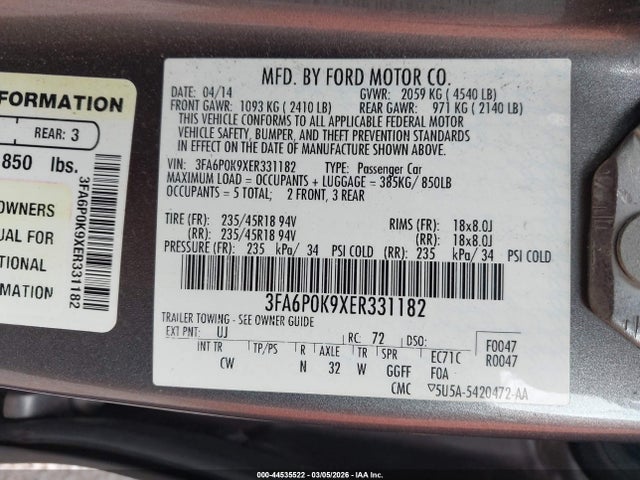 FORMATION
REAR: 3
850 lbs.
OWNERS
UAL FOR
ITIONAL
3FA6P0K9XER331182
MFD. BY FORD MOTOR CO.
DATE: 04/14 GVWR: 2059 KG ( 4540 LB)
FRONT GAWR: 1093 KG ( 2410 LB) REAR GAWR: 971 KG ( 2140 LB)
THIS VEHICLE CONFORMS TO ALL APPLICABLE FEDERAL MOTOR
VEHICLE SAFETY, BUMPER, AND THEFT PREVENTION STANDARDS
IN EFFECT ON THE DATE OF MANUFACTURE SHOWN ABOVE.
VIN: 3FA6P0K9XER331182 TYPE: Passenger Car
MAXIMUM LOAD = OCCUPANTS + LUGGAGE = 385KG/ 850LB
OCCUPANTS = 5 TOTAL; 2 FRONT, 3 REAR
TIRE (FR): 235/45R18 94V RIMS (FR): 18x8.0J
(RR): 235/45R18 94V (RR): 18x8.0J
PRESSURE (FR): 235 kPa/ 34 PSI COLD (RR): 235 kPa/ 34 PSI COLD
3FA6P0K9XER331182
TRAILER TOWING - SEE OWNER GUIDE
EXT PNT: UJ RC: 72 DSO: F0047
INT TR TP/PS R AXLE TR SPR EC71C R0047
CW N 32 W GGFF FOA
CMC ▽5U5A-5420472-AA
000-44535522 | 03/05/2026 | IAA Inc.